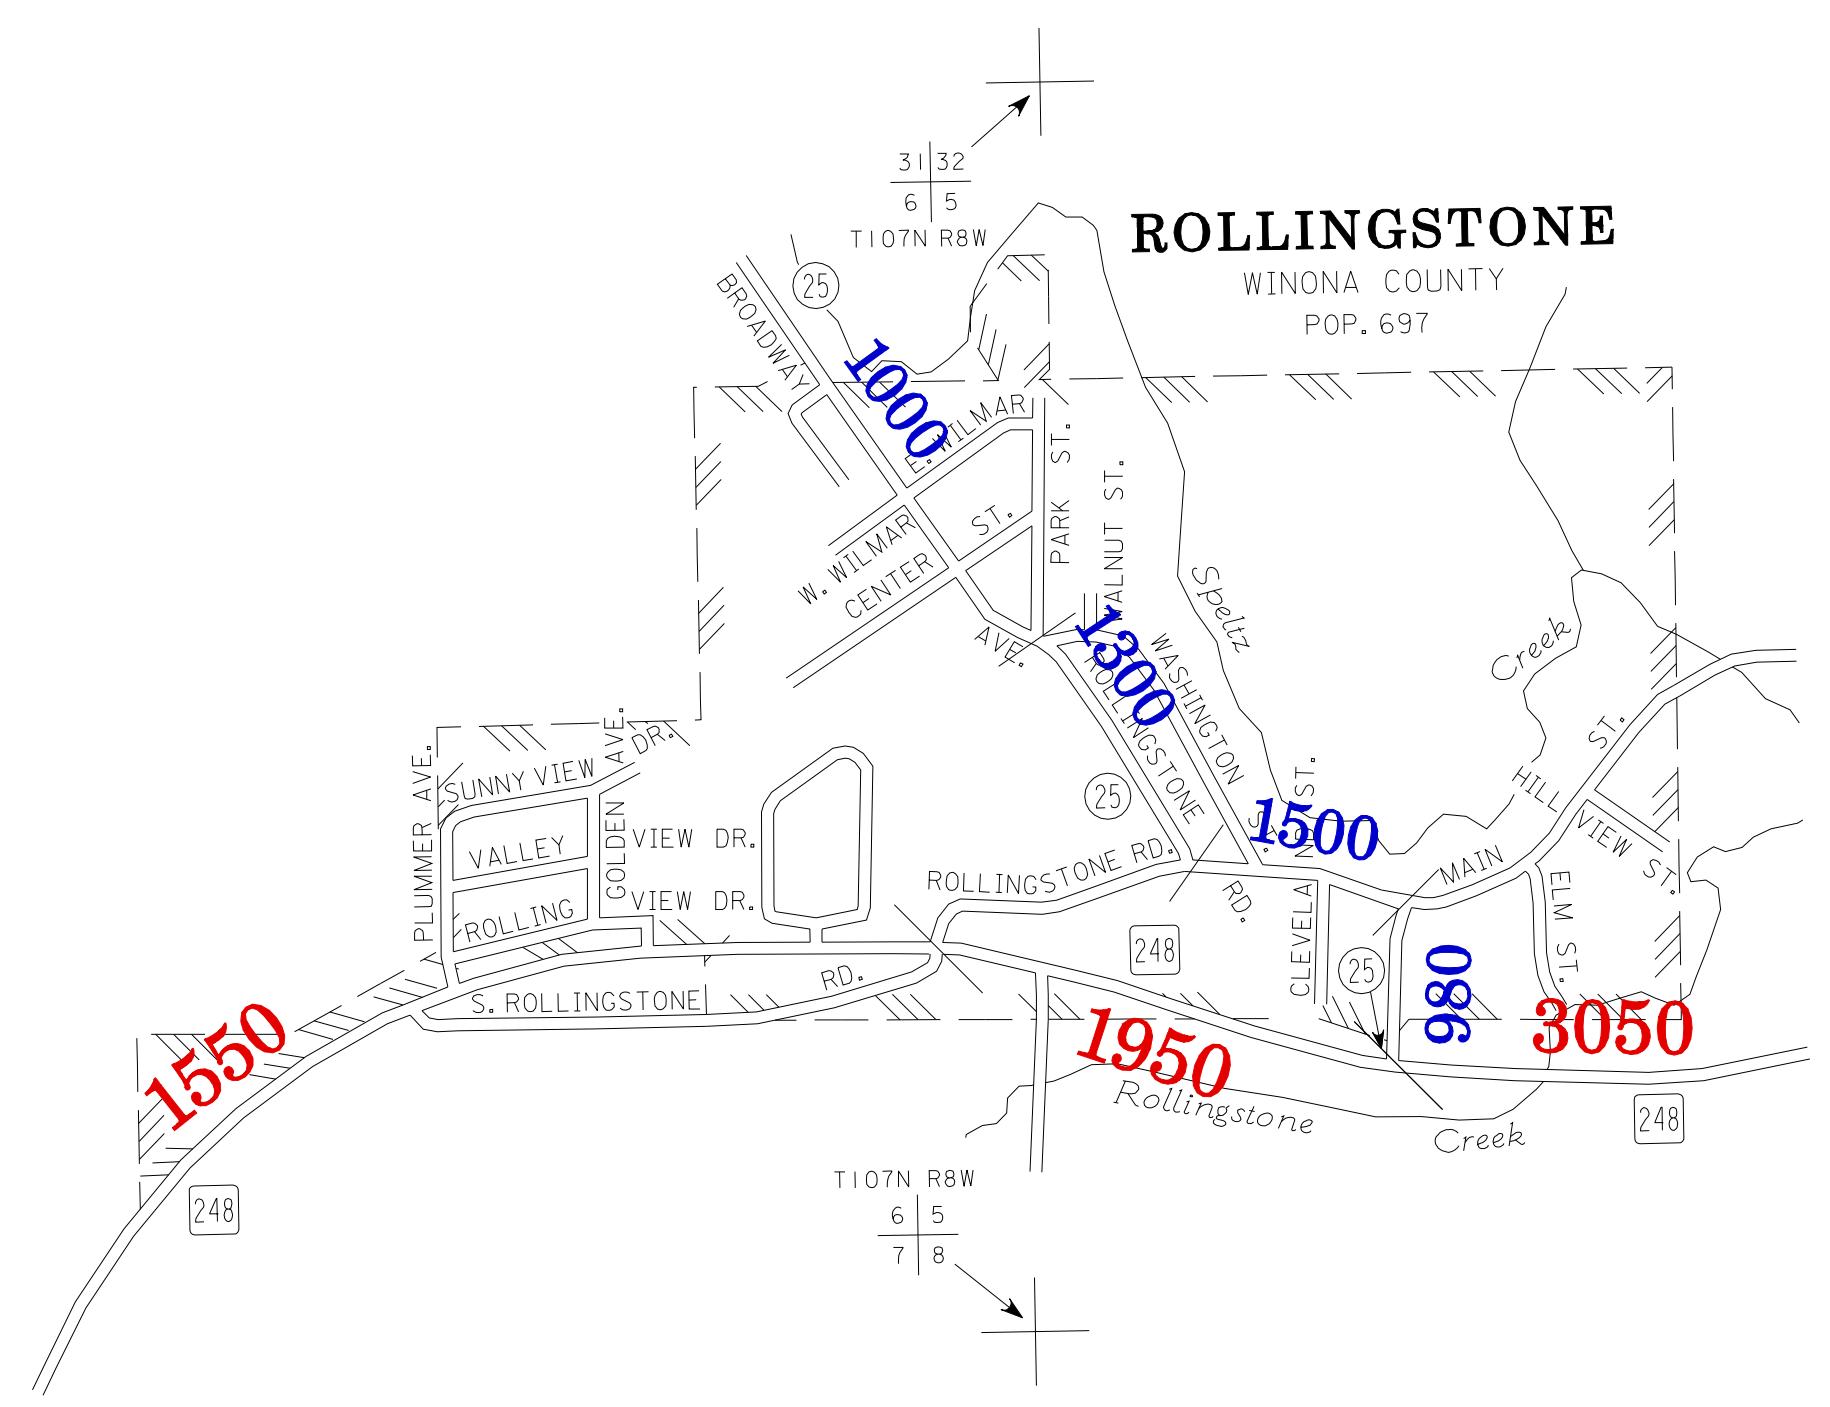 31 32
6 5
T107N R8W
ROLLINGSTONE
WINONA COUNTY
POP. 697
25
BROADWAY
1000
E. WILMAR
ST.
PARK ST.
WALNUT ST.
W. WILMAR
CENTER
AVE.
Speltz
Creek
1300
WASHINGTON
ST.
ROLLINGSTONE
RD.
25
PLUMMER AVE.
SUNNY VIEW
DR.
GOLDEN AVE.
VALLEY
VIEW DR.
ROLLING
VIEW DR.
ROLLINGSTONE RD.
1500
CLEVELAND ST.
MAIN
ST.
HILL
VIEW ST.
ELM ST.
248
25
980
3050
1550
S. ROLLINGSTONE
RD.
1950
Rollingstone
Creek
248
248
T107N R8W
6 5
7 8